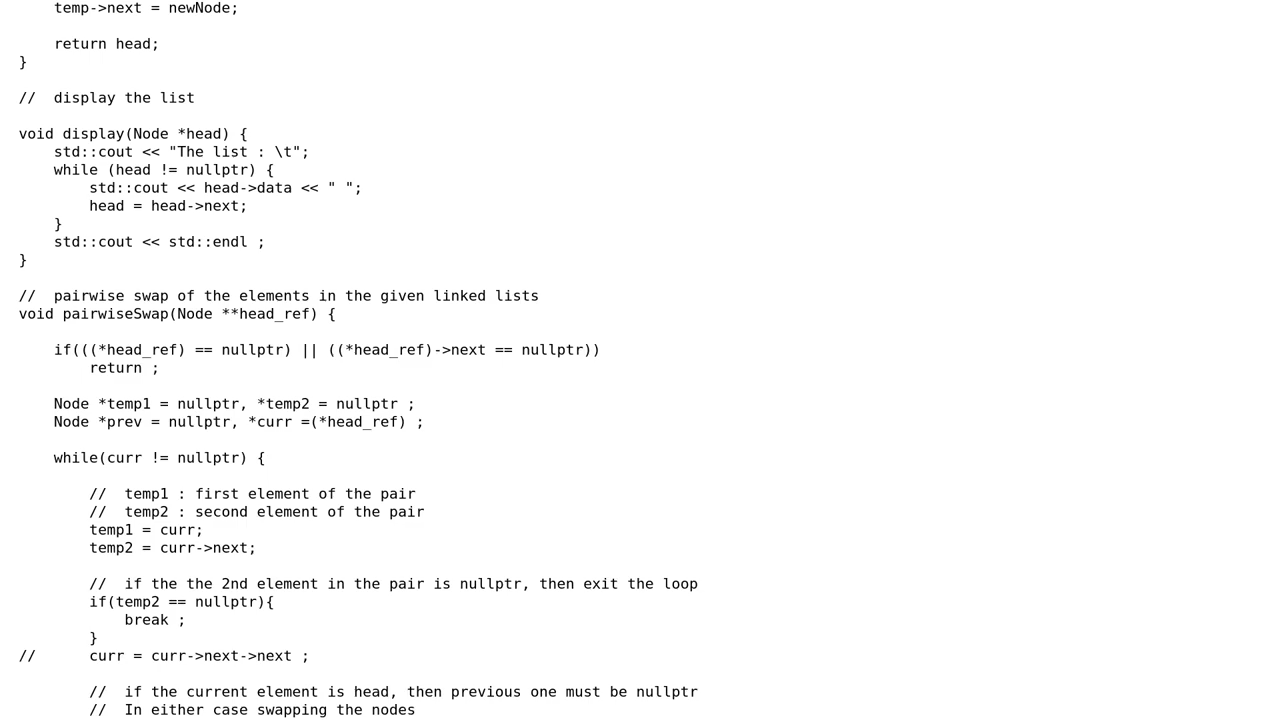 temp->next = newNode;

    return head;
}

//  display the list

void display(Node *head) {
    std::cout << "The list : \t";
    while (head != nullptr) {
        std::cout << head->data << " ";
        head = head->next;
    }
    std::cout << std::endl ;
}

//  pairwise swap of the elements in the given linked lists
void pairwiseSwap(Node **head_ref) {

    if(((*head_ref) == nullptr) || ((*head_ref)->next == nullptr))
        return ;

    Node *temp1 = nullptr, *temp2 = nullptr ;
    Node *prev = nullptr, *curr =(*head_ref) ;

    while(curr != nullptr) {

        //  temp1 : first element of the pair
        //  temp2 : second element of the pair
        temp1 = curr;
        temp2 = curr->next;

        //  if the the 2nd element in the pair is nullptr, then exit the loop
        if(temp2 == nullptr){
            break ;
        }
//      curr = curr->next->next ;

        //  if the current element is head, then previous one must be nullptr
        //  In either case swapping the nodes